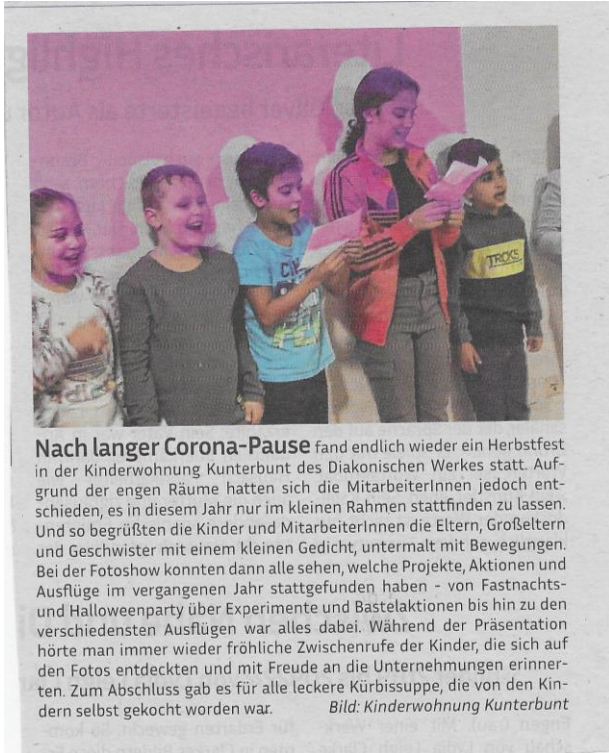 TROKS
Nach langer Corona-Pause fand endlich wieder ein Herbstfest
in der Kinderwohnung Kunterbunt des Diakonischen Werkes statt. Auf-
grund der engen Räume hatten sich die MitarbeiterInnen jedoch ent-
schieden, es in diesem Jahr nur im kleinen Rahmen stattfinden zu lassen.
Und so begrüßten die Kinder und MitarbeiterInnen die Eltern, Großeltern
und Geschwister mit einem kleinen Gedicht, untermalt mit Bewegungen.
Bei der Fotoshow konnten dann alle sehen, welche Projekte, Aktionen und
Ausflüge im vergangenen Jahr stattgefunden haben - von Fastnachts-
und Halloweenparty über Experimente und Bastelaktionen bis hin zu den
verschiedensten Ausflügen war alles dabei. Während der Präsentation
hörte man immer wieder fröhliche Zwischenrufe der Kinder, die sich auf
den Fotos entdeckten und mit Freude an die Unternehmungen erinner-
ten. Zum Abschluss gab es für alle leckere Kürbissuppe, die von den Kin-
dern selbst gekocht worden war. Bild: Kinderwohnung Kunterbunt